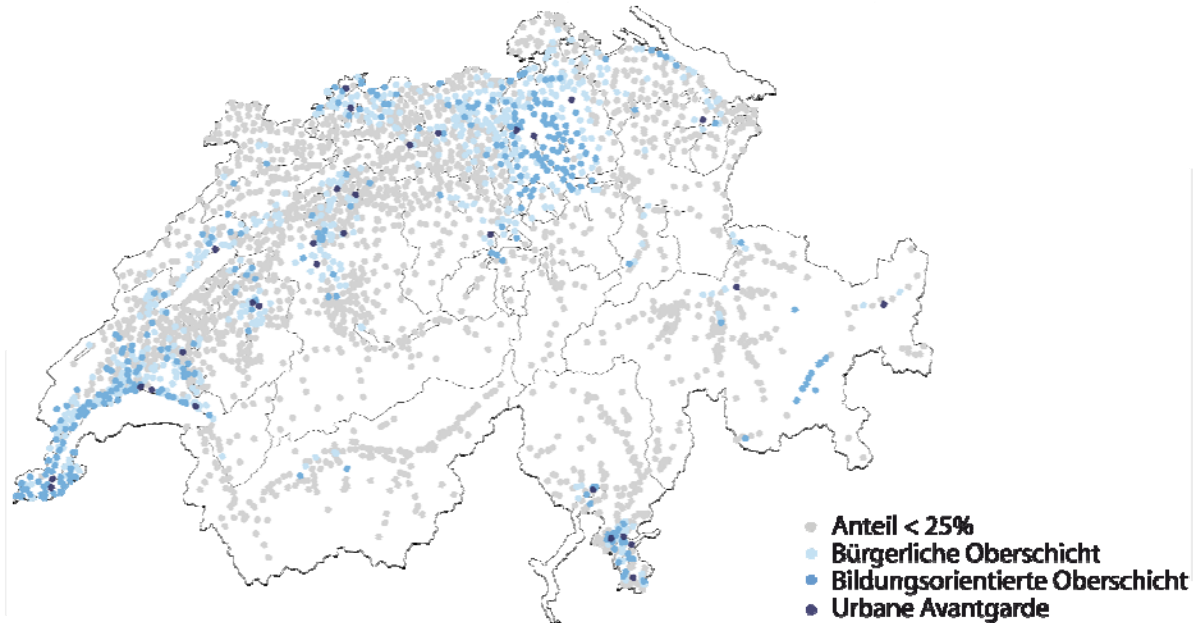 Anteil < 25%
Bürgerliche Oberschicht
Bildungsorientierte Oberschicht
Urbane Avantgarde